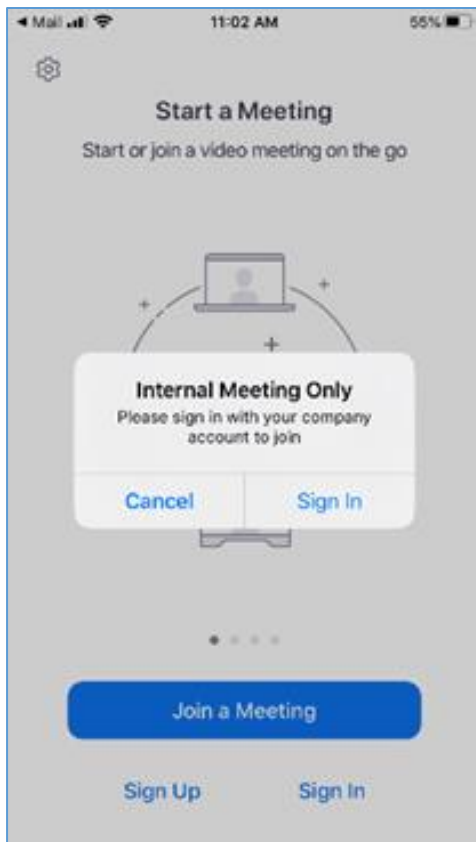 Mail 11:02 AM 55%
Start a Meeting
Start or join a video meeting on the go
Internal Meeting Only
Please sign in with your company
account to join
Cancel Sign In
Join a Meeting
Sign Up Sign In